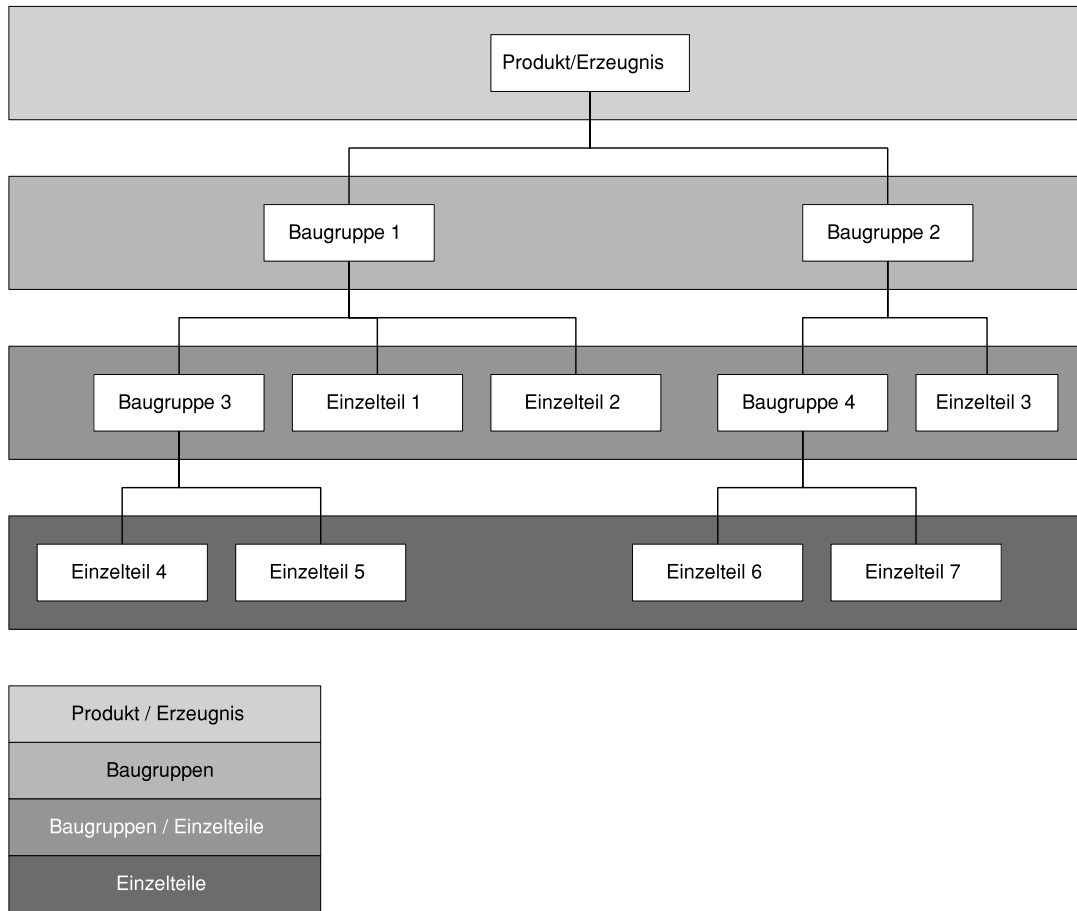 Produkt/Erzeugnis
Baugruppe 1
Baugruppe 2
Baugruppe 3
Einzelteil 1
Einzelteil 2
Baugruppe 4
Einzelteil 3
Einzelteil 4
Einzelteil 5
Einzelteil 6
Einzelteil 7
Produkt / Erzeugnis
Baugruppen
Baugruppen / Einzelteile
Einzelteile